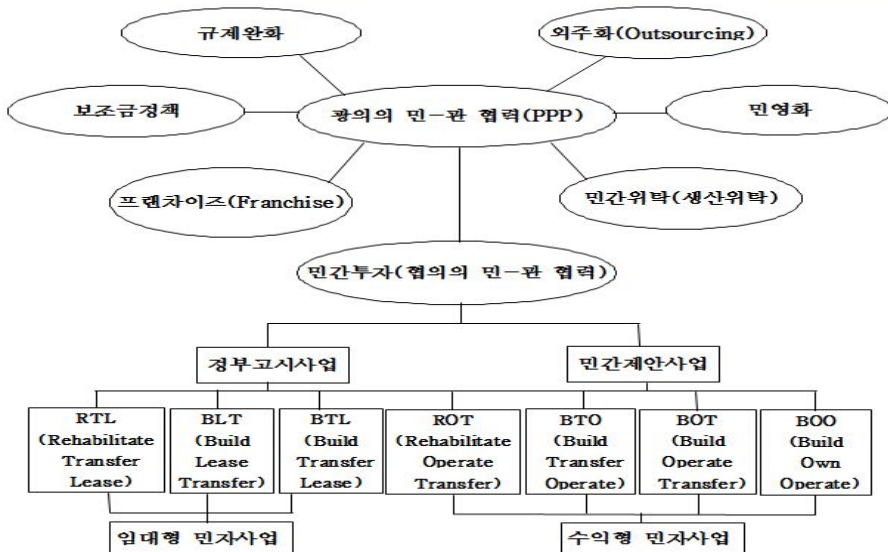 규제완화
외주화(Outsourcing)
보조금정책
광의의 민-관 협력(PPP)
민영화
프랜차이즈(Franchise)
민간위탁(생산위탁)
민간투자(협의의 민-관 협력)
정부고시사업
민간제안사업
RTL
(Rehabilitate
Transfer
Lease)
BLT
(Build
Lease
Transfer)
BTL
(Build
Transfer
Lease)
ROT
(Rehabilitate
Operate
Transfer)
BTO
(Build
Transfer
Operate)
BOT
(Build
Operate
Transfer)
BOO
(Build
Own
Operate)
임대형 민자사업
수익형 민자사업